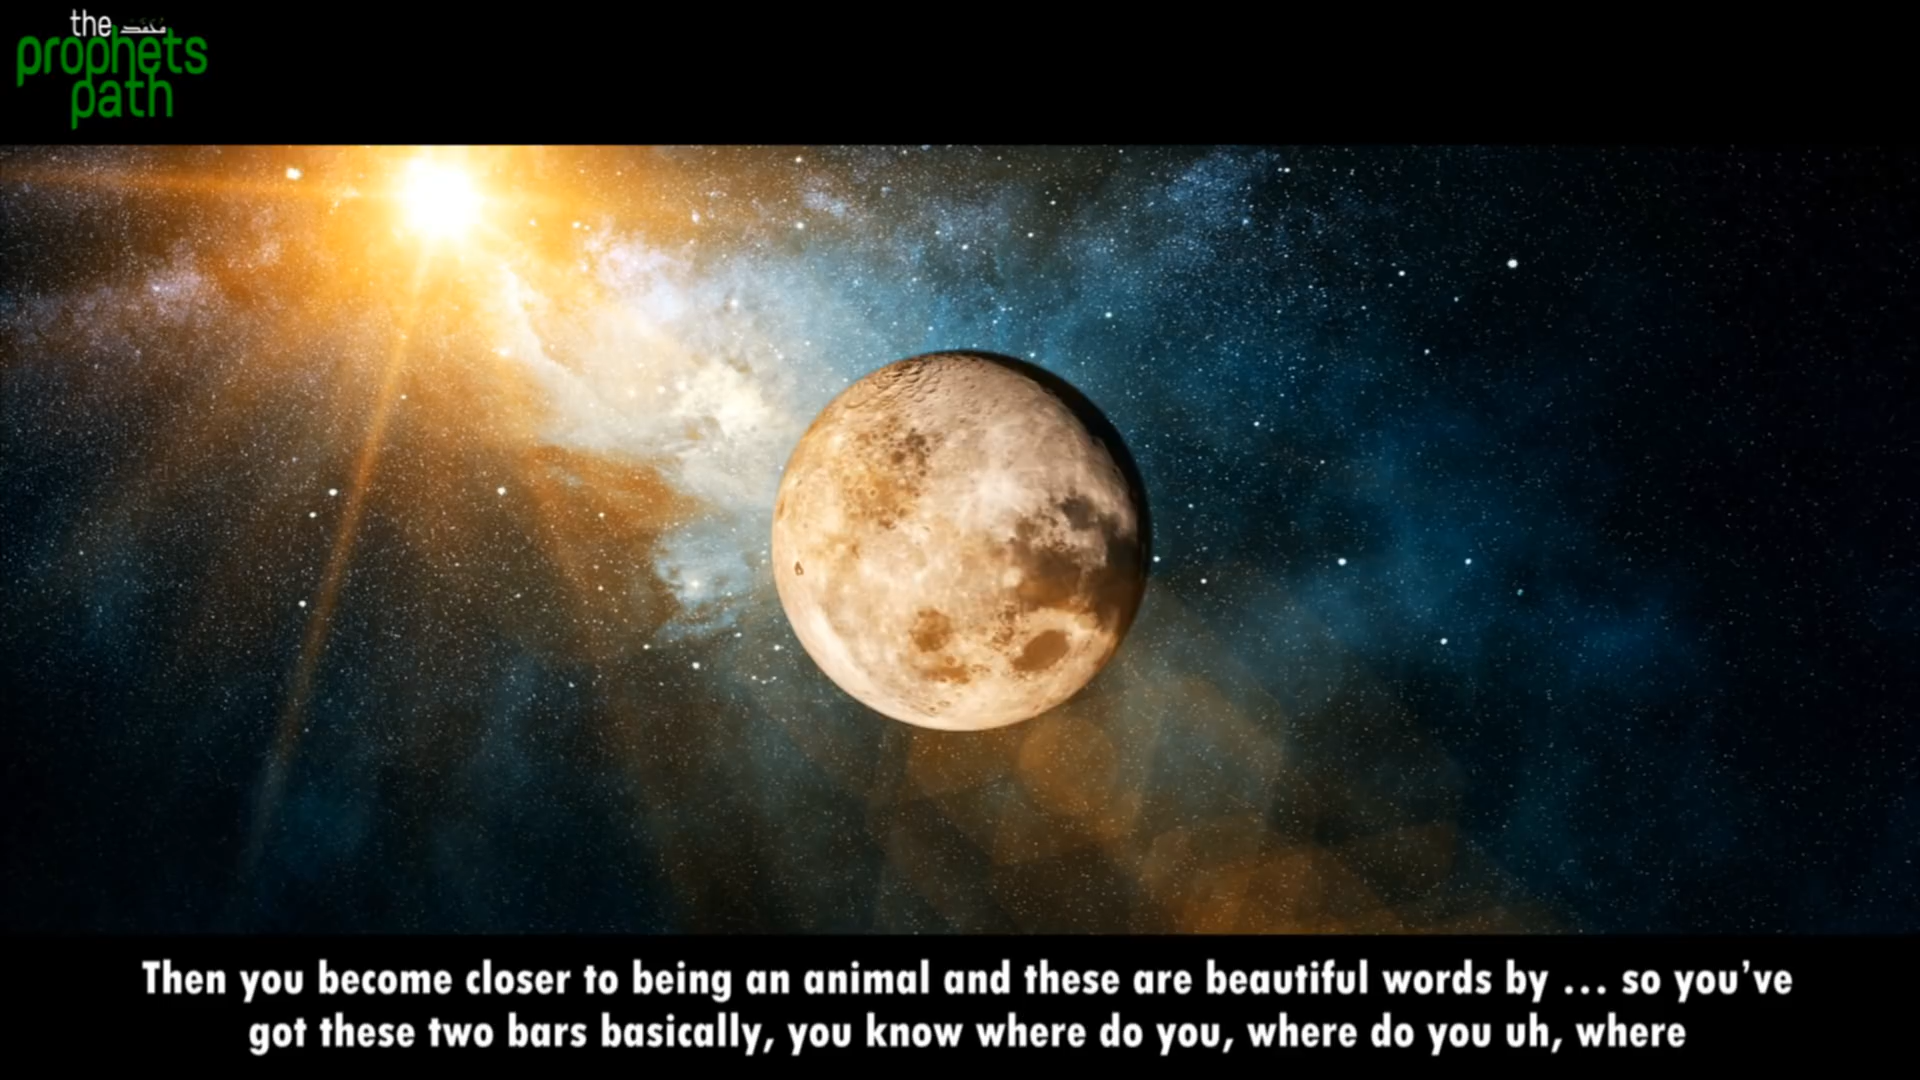 the محمد
prophets
path
Then you become closer to being an animal and these are beautiful words by ... so you've
got these two bars basically, you know where do you, where do you uh, where